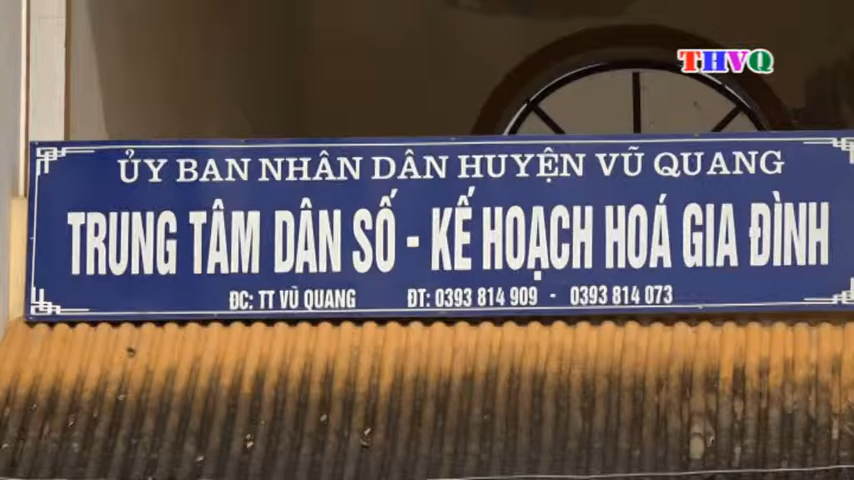 THVQ
ỦY BAN NHÂN DÂN HUYỆN VŨ QUANG
TRUNG TÂM DÂN SỐ - KẾ HOẠCH HOÁ GIA ĐÌNH
ĐC: TT VŨ QUANG ĐT: 0393 814 909 - 0393 814 073